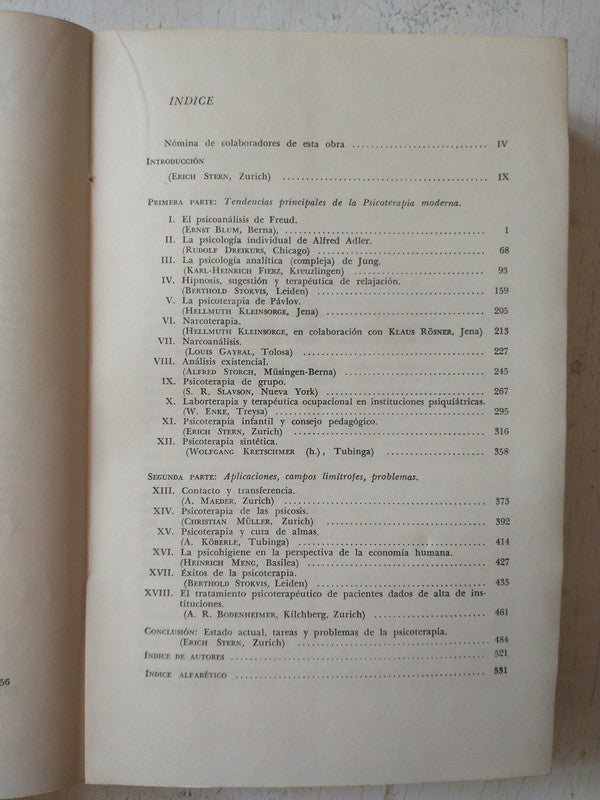 ÍNDICE
Nómina de colaboradores de esta obra .............................. IV
INTRODUCCIÓN
(ERICH STERN, Zurich) .............................. IX
PRIMERA PARTE: Tendencias principales de la Psicoterapia moderna.
I. El psicoanálisis de Freud.
(ERNST BLUM, Berna), .............................. 1
II. La psicología individual de Alfred Adler.
(RUDOLF DREIKURS, Chicago) .............................. 68
III. La psicología analítica (compleja) de Jung.
(KARL-HEINRICH FIERZ, Kreuzlingen) .............................. 93
IV. Hipnosis, sugestión y terapéutica de relajación.
(BERTHOLD STOKVIS, Leiden) .............................. 159
V. La psicoterapia de Pávlov.
(HELLMUTH KLEINSORGE, Jena) .............................. 205
VI. Narcoterapia.
(HELLMUTH KLEINSORGE, en colaboración con KLAUS RÖSNER, Jena) 213
VII. Narcoanálisis.
(LOUIS GAYRAL, Tolosa) .............................. 227
VIII. Análisis existencial.
(ALFRED STORCH, Müsingen-Berna) .............................. 245
IX. Psicoterapia de grupo.
(S. R. SLAVSON, Nueva York) .............................. 267
X. Laborterapia y terapéutica ocupacional en instituciones psiquiátricas.
(W. ENKE, Treysa) .............................. 295
XI. Psicoterapia infantil y consejo pedagógico.
(ERICH STERN, Zurich) .............................. 316
XII. Psicoterapia sintética.
(WOLFGANG KRETSCHMER (h.), Tubinga) .............................. 358
SEGUNDA PARTE: Aplicaciones, campos limítrofes, problemas.
XIII. Contacto y transferencia.
(A. MAEDER, Zurich) .............................. 373
XIV. Psicoterapia de las psicosis.
(CHRISTIAN MÜLLER, Zurich) .............................. 392
XV. Psicoterapia y cura de almas.
(A. KÖBERLE, Tubinga) .............................. 414
XVI. La psicohigiene en la perspectiva de la economía humana.
(HEINRICH MENG, Basilea) .............................. 427
XVII. Éxitos de la psicoterapia.
(BERTHOLD STOKVIS, Leiden) .............................. 435
XVIII. El tratamiento psicoterapéutico de pacientes dados de alta de ins-
tituciones.
(A. R. BODENHEIMER, Kilchberg, Zurich) .............................. 461
CONCLUSIÓN: Estado actual, tareas y problemas de la psicoterapia.
(ERICH STERN, Zurich) .............................. 484
ÍNDICE DE AUTORES .............................. 521
ÍNDICE ALFABÉTICO .............................. 531
56